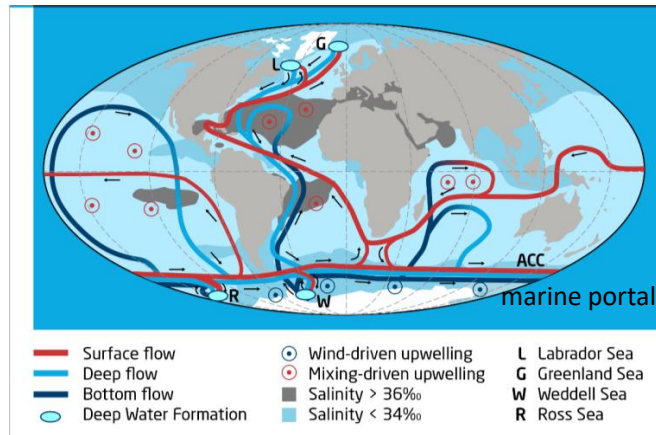 G
L
ACC
marine portal
R
W
Surface flow
Deep flow
Bottom flow
Deep Water Formation
Wind-driven upwelling
Mixing-driven upwelling
Salinity > 36‰
Salinity < 34‰
L Labrador Sea
G Greenland Sea
W Weddell Sea
R Ross Sea